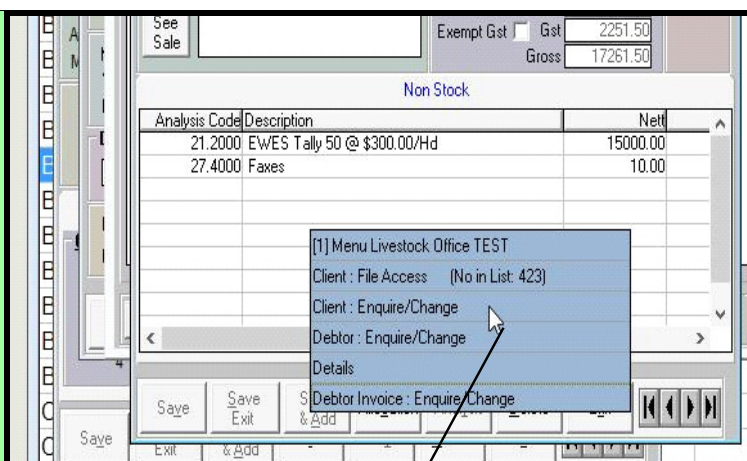 See
Sale
Exempt Gst Gst 2251.50
Gross 17261.50
Non Stock
Analysis Code Description Nett
21.2000 EWES Tally 50 @ $300.00/Hd 15000.00
27.4000 Faxes 10.00
[1] Menu Livestock Office TEST
Client : File Access (No in List: 423)
Client : Enquire/Change
Debtor : Enquire/Change
Details
Debtor Invoice : Enquire/Change
Save
Save
Exit
& Add
Save
Exit
& Add